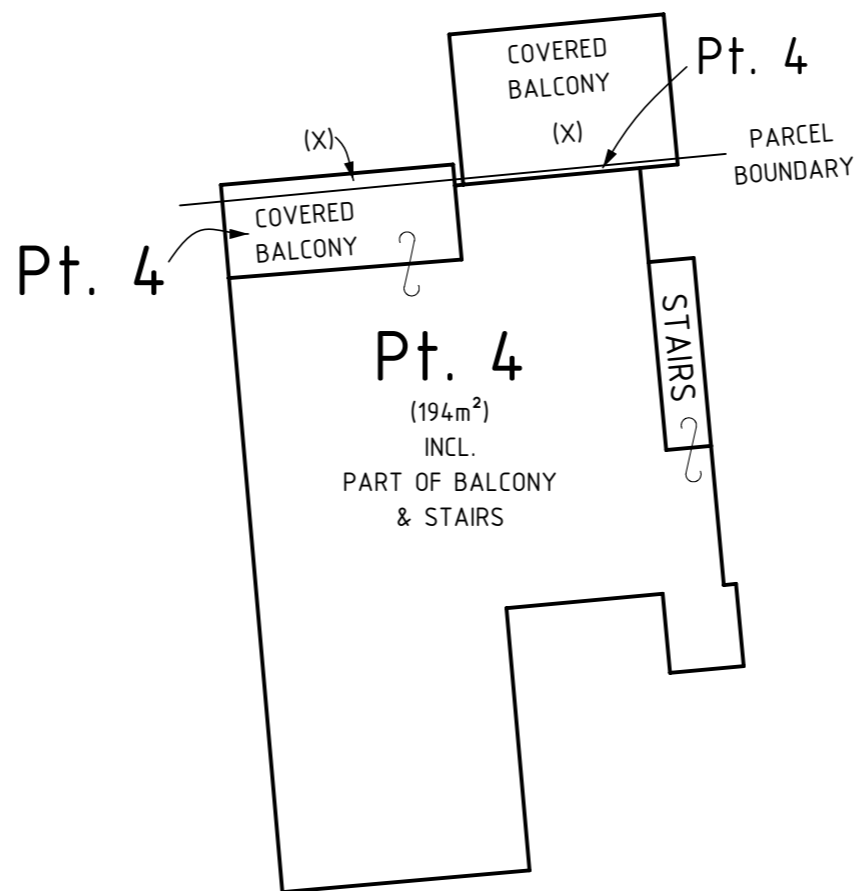 COVERED
BALCONY
(X)
Pt. 4
PARCEL
BOUNDARY
(X)
COVERED
BALCONY
Pt. 4
Pt. 4
(194m²)
INCL.
PART OF BALCONY
& STAIRS
STAIRS